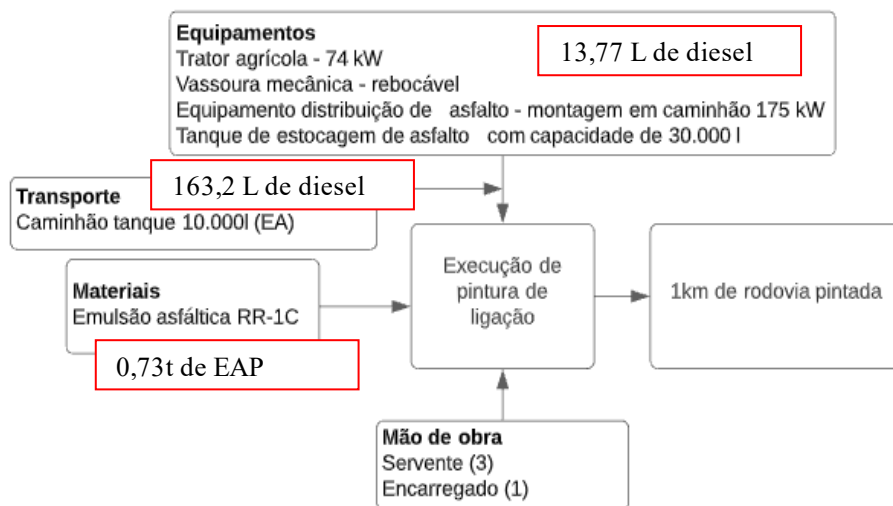 Equipamentos
Trator agrícola - 74 kW
13,77 L de diesel
Vassoura mecânica - rebocável
Equipamento distribuição de asfalto - montagem em caminhão 175 kW
Tanque de estocagem de asfalto com capacidade de 30.000 l
163,2 L de diesel
Transporte
Caminhão tanque 10.000l (EA)
Materiais
Emulsão asfáltica RR-1C
0,73t de EAP
Execução de
pintura de
ligação
1km de rodovia pintada
Mão de obra
Servente (3)
Encarregado (1)